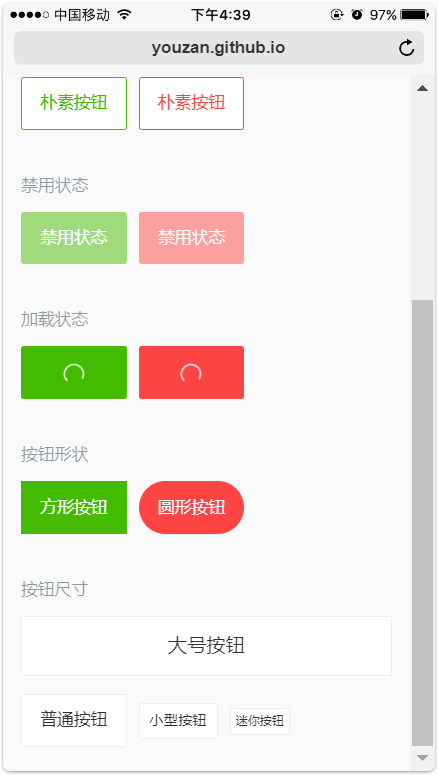 中国移动 下午4:39 97%
youzan.github.io
朴素按钮 朴素按钮
禁用状态
禁用状态 禁用状态
加载状态
按钮形状
方形按钮 圆形按钮
按钮尺寸
大号按钮
普通按钮 小型按钮 迷你按钮